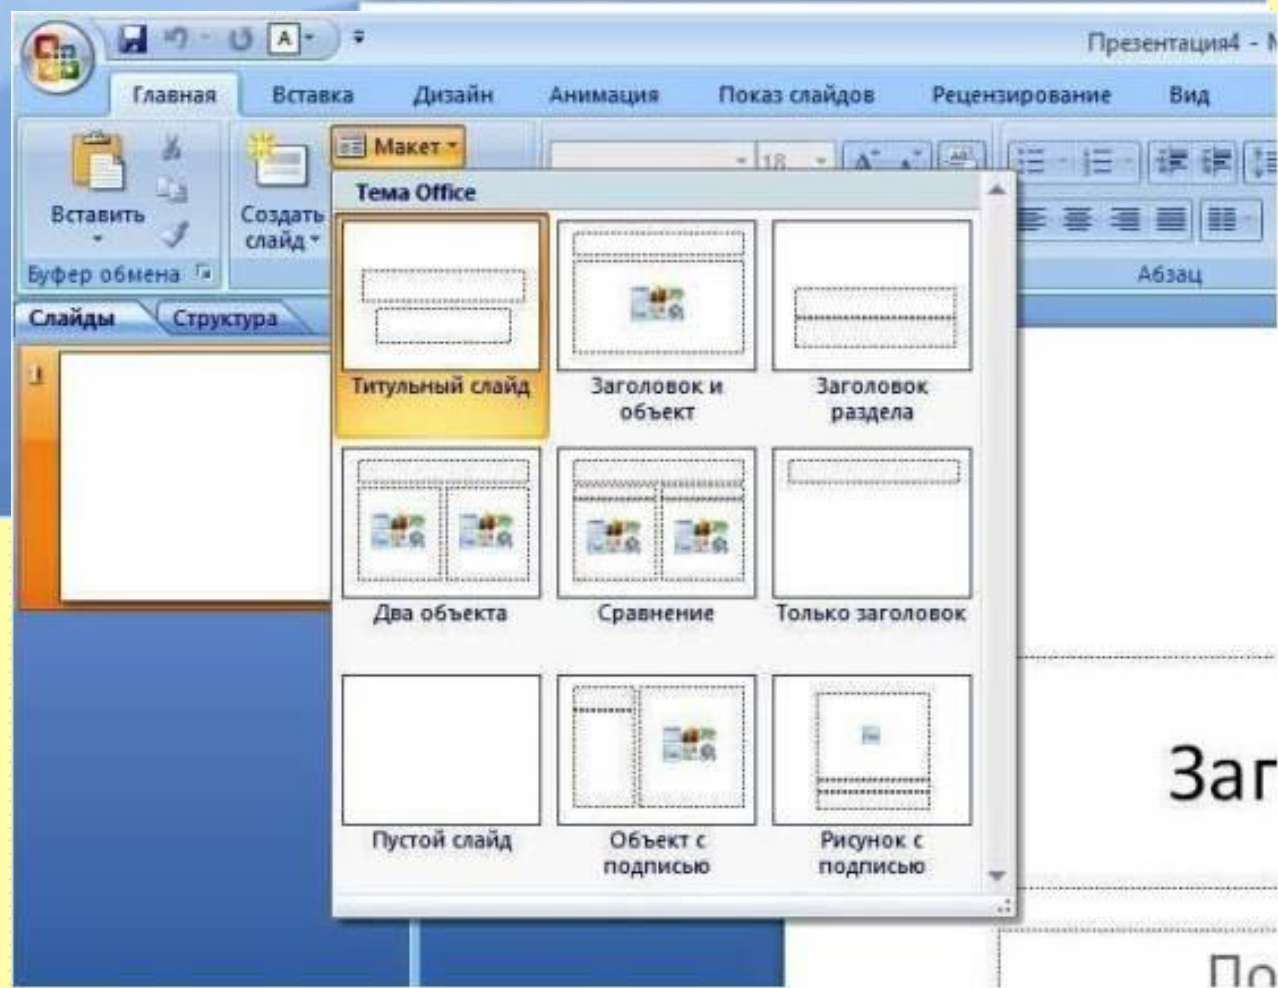 A
Презентация4 -
Главная Вставка Дизайн Анимация Показ слайдов Рецензирование Вид
Макет
18
Вставить
Создать
слайд
Буфер обмена
Абзац
Тема Office
Слайды Структура
1
Титульный слайд
Заголовок и
объект
Заголовок
раздела
Два объекта
Сравнение
Только заголовок
Пустой слайд
Объект с
подписью
Рисунок с
подписью
Заг
По